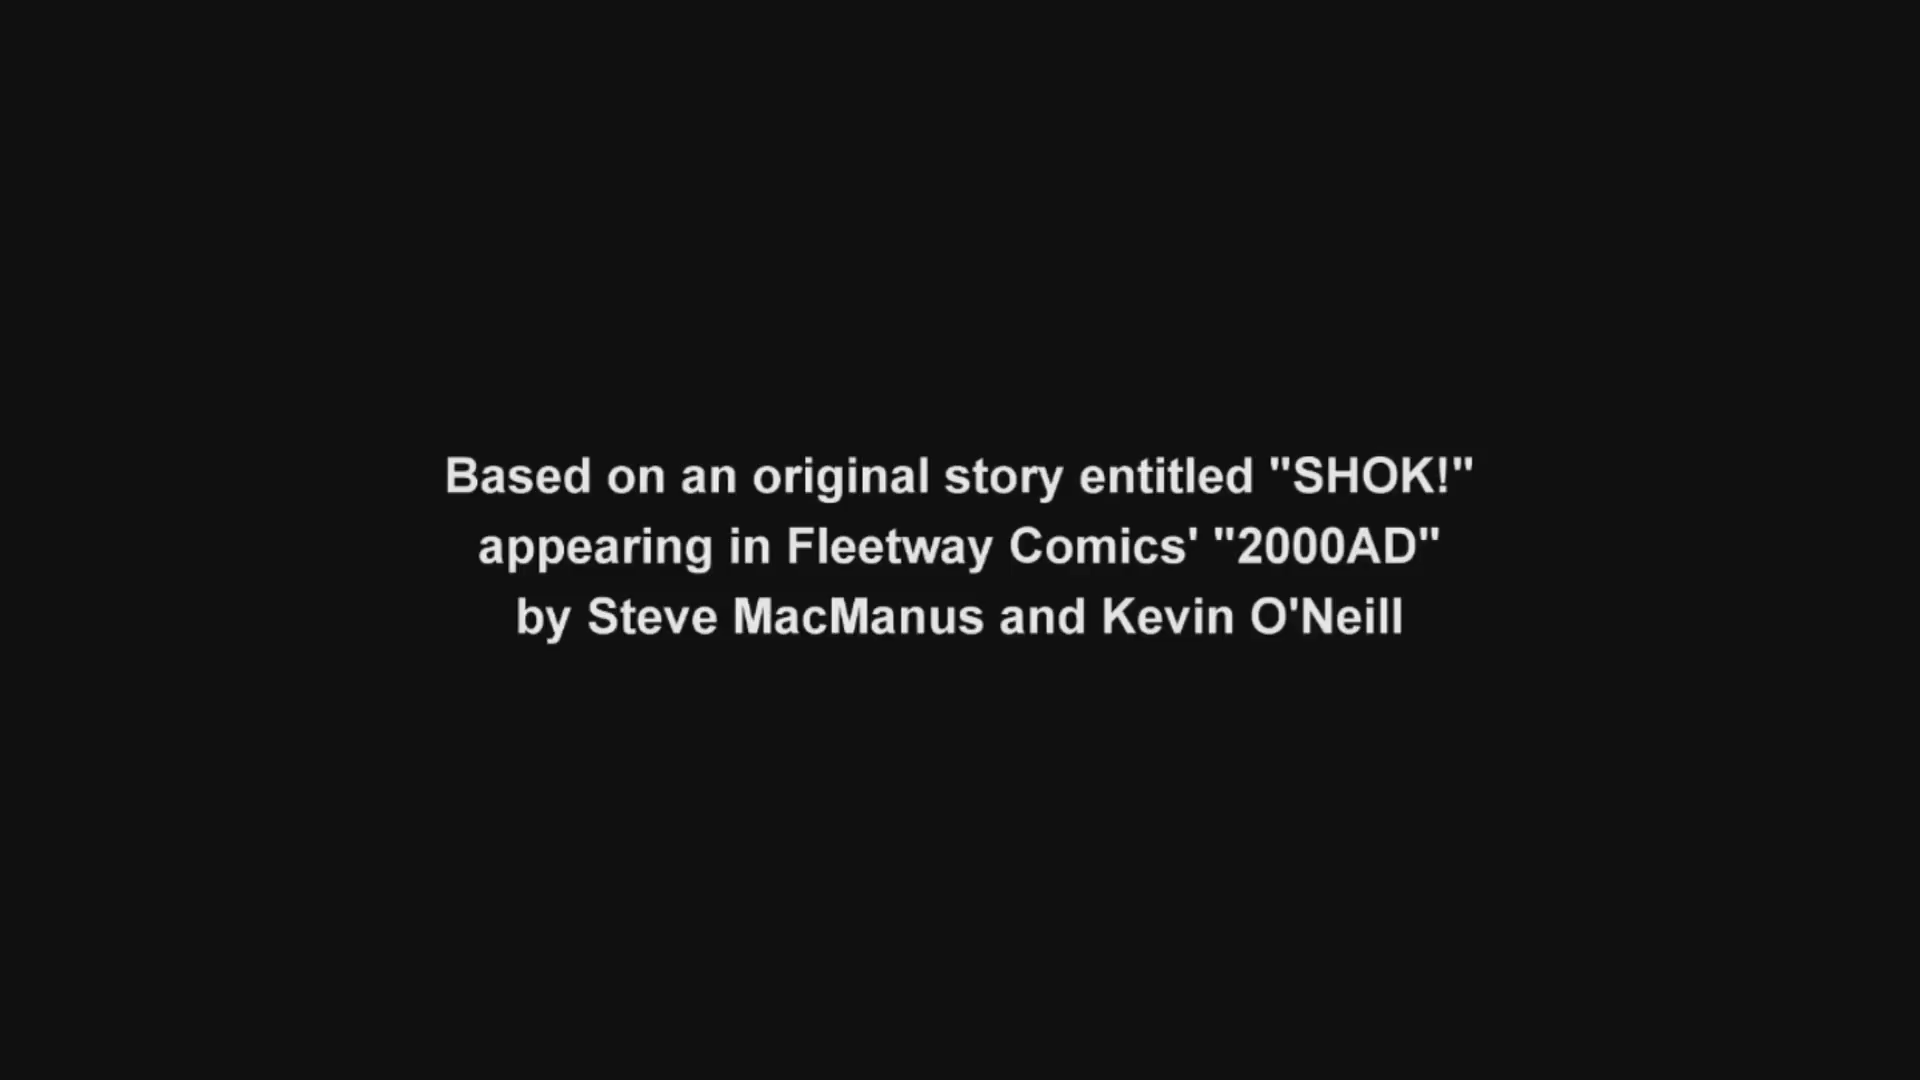 Based on an original story entitled "SHOK!"
appearing in Fleetway Comics' "2000AD"
by Steve MacManus and Kevin O'Neill